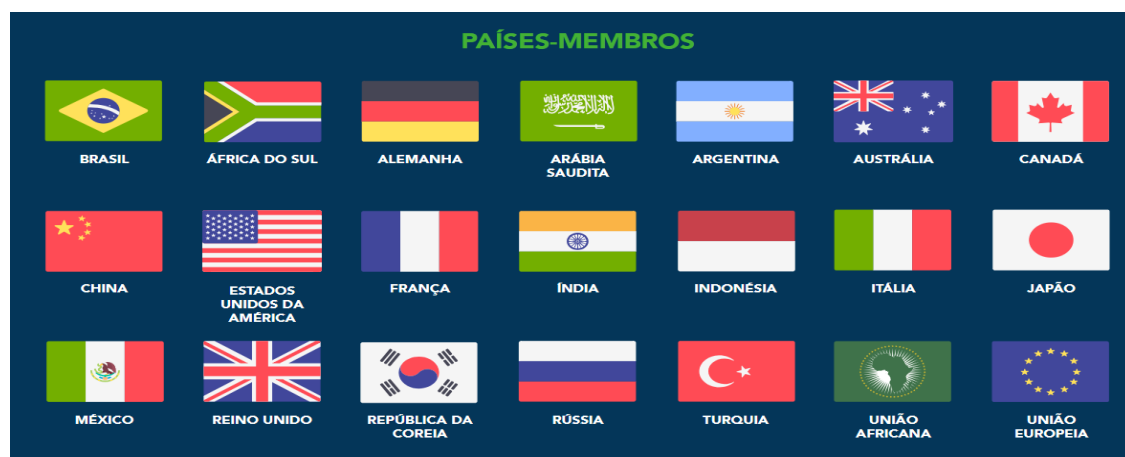 PAÍSES-MEMBROS
BRASIL
ÁFRICA DO SUL
ALEMANHA
ARÁBIA
SAUDITA
ARGENTINA
AUSTRÁLIA
CANADÁ
CHINA
ESTADOS
UNIDOS DA
AMÉRICA
FRANÇA
ÍNDIA
INDONÉSIA
ITÁLIA
JAPÃO
MÉXICO
REINO UNIDO
REPÚBLICA DA
COREIA
RÚSSIA
TURQUIA
UNIÃO
AFRICANA
UNIÃO
EUROPEIA